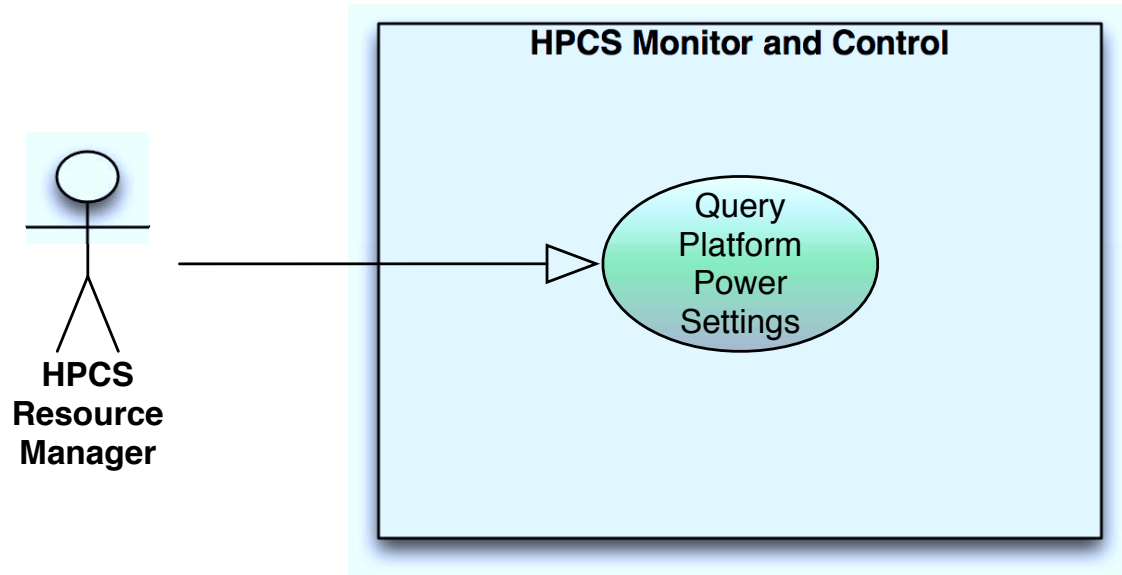 HPCS Monitor and Control
Query
Platform
Power
Settings
HPCS
Resource
Manager